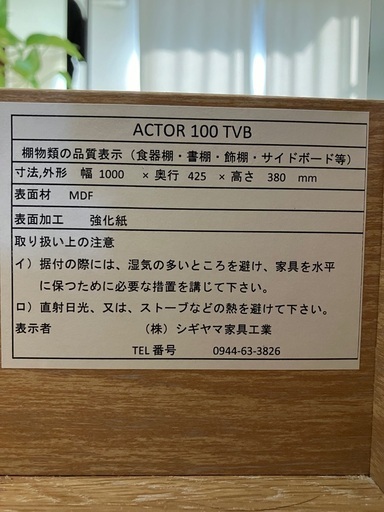 ACTOR 100 TVB
棚物類の品質表示（食器棚・書棚・飾棚・サイドボード等）
寸法,外形　幅 1000　× 奥行 425　× 高さ 380　mm
表面材　MDF
表面加工　強化紙
取り扱い上の注意
イ）据付の際には、湿気の多いところを避け、家具を水平
に保つために必要な措置を講じて下さい。
ロ）直射日光、又は、ストーブなどの熱を避けて下さい。
表示者　（株）シギヤマ家具工業
TEL 番号　0944-63-3826